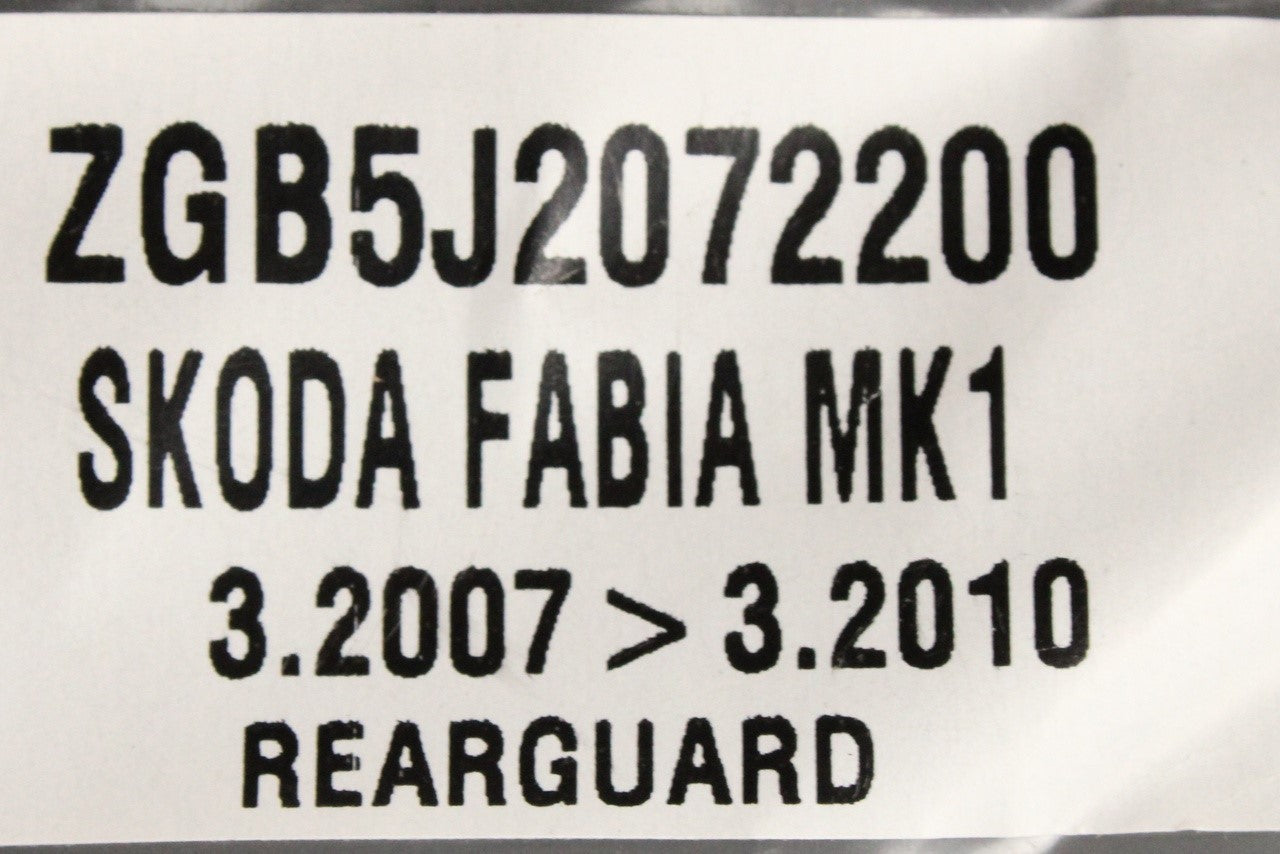 ZGB5J2072200
SKODA FABIA MK1
3.2007 > 3.2010
REARGUARD